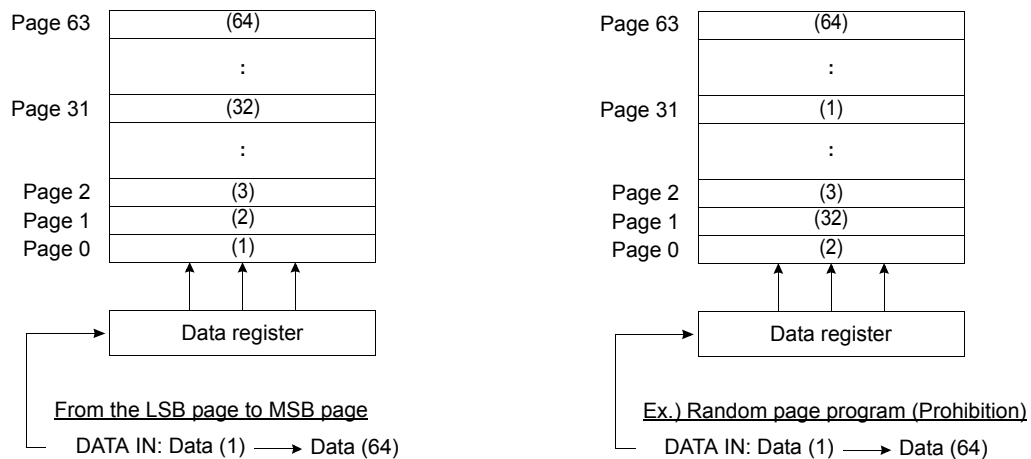 Page 63 (64)
:
Page 31 (32)
:
Page 2 (3)
Page 1 (2)
Page 0 (1)
Data register
From the LSB page to MSB page
DATA IN: Data (1) Data (64)
Page 63 (64)
:
Page 31 (1)
:
Page 2 (3)
Page 1 (32)
Page 0 (2)
Data register
Ex.) Random page program (Prohibition)
DATA IN: Data (1) Data (64)